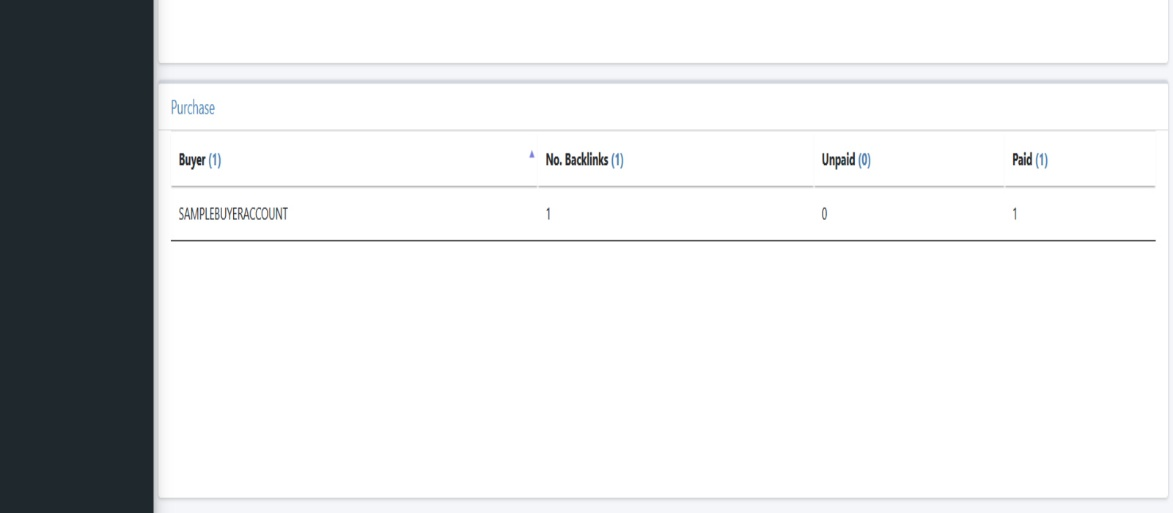 Purchase
Buyer (1) No. Backlinks (1) Unpaid (0) Paid (1)
SAMPLEBUYERACCOUNT 1 0 1